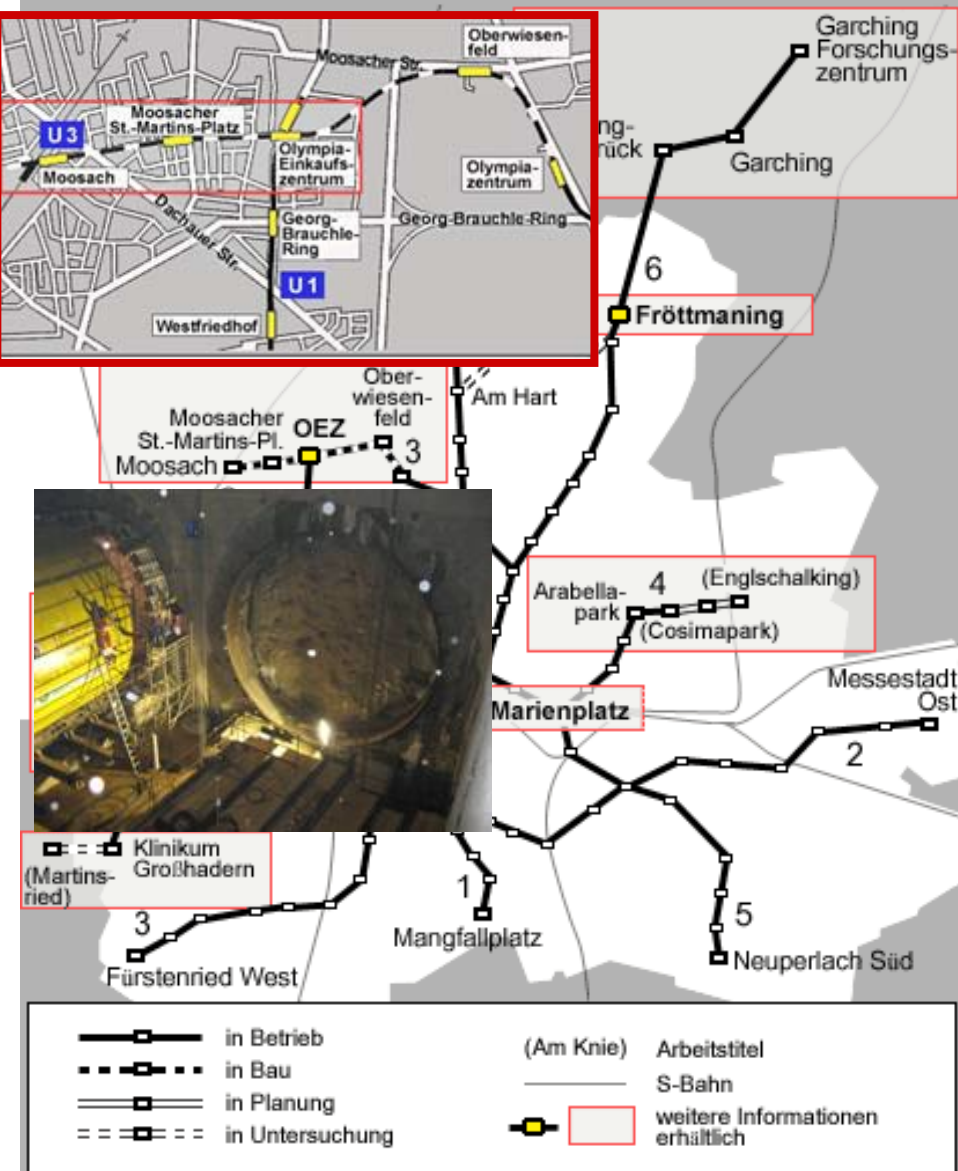 Oberwiesen-
feld
Moosacher Str.
Moosacher
St.-Martins-Platz
U3
Moosach
Olympia-
Einkaufs-
zentrum
Olympia-
zentrum
Dachauer Str.
Georg-
Brauchle-
Ring
Georg-Brauchle-Ring
U1
Westfriedhof
Garching
Forschungs-
zentrum
ng-
rück
Garching
6
Fröttmaning
Am Hart
Ober-
wiesen-
feld
Moosacher
St.-Martins-Pl.
OEZ
Moosach
3
Arabella-
park
4
(Englschalking)
(Cosimapark)
Marienplatz
Messestadt
Ost
2
Klinikum
Großhadern
(Martins-
ried)
3
Fürstenried West
1
Mangfallplatz
5
Neuperlach Süd
in Betrieb
in Bau
in Planung
in Untersuchung
(Am Knie) Arbeitstitel
S-Bahn
weitere Informationen
erhältlich